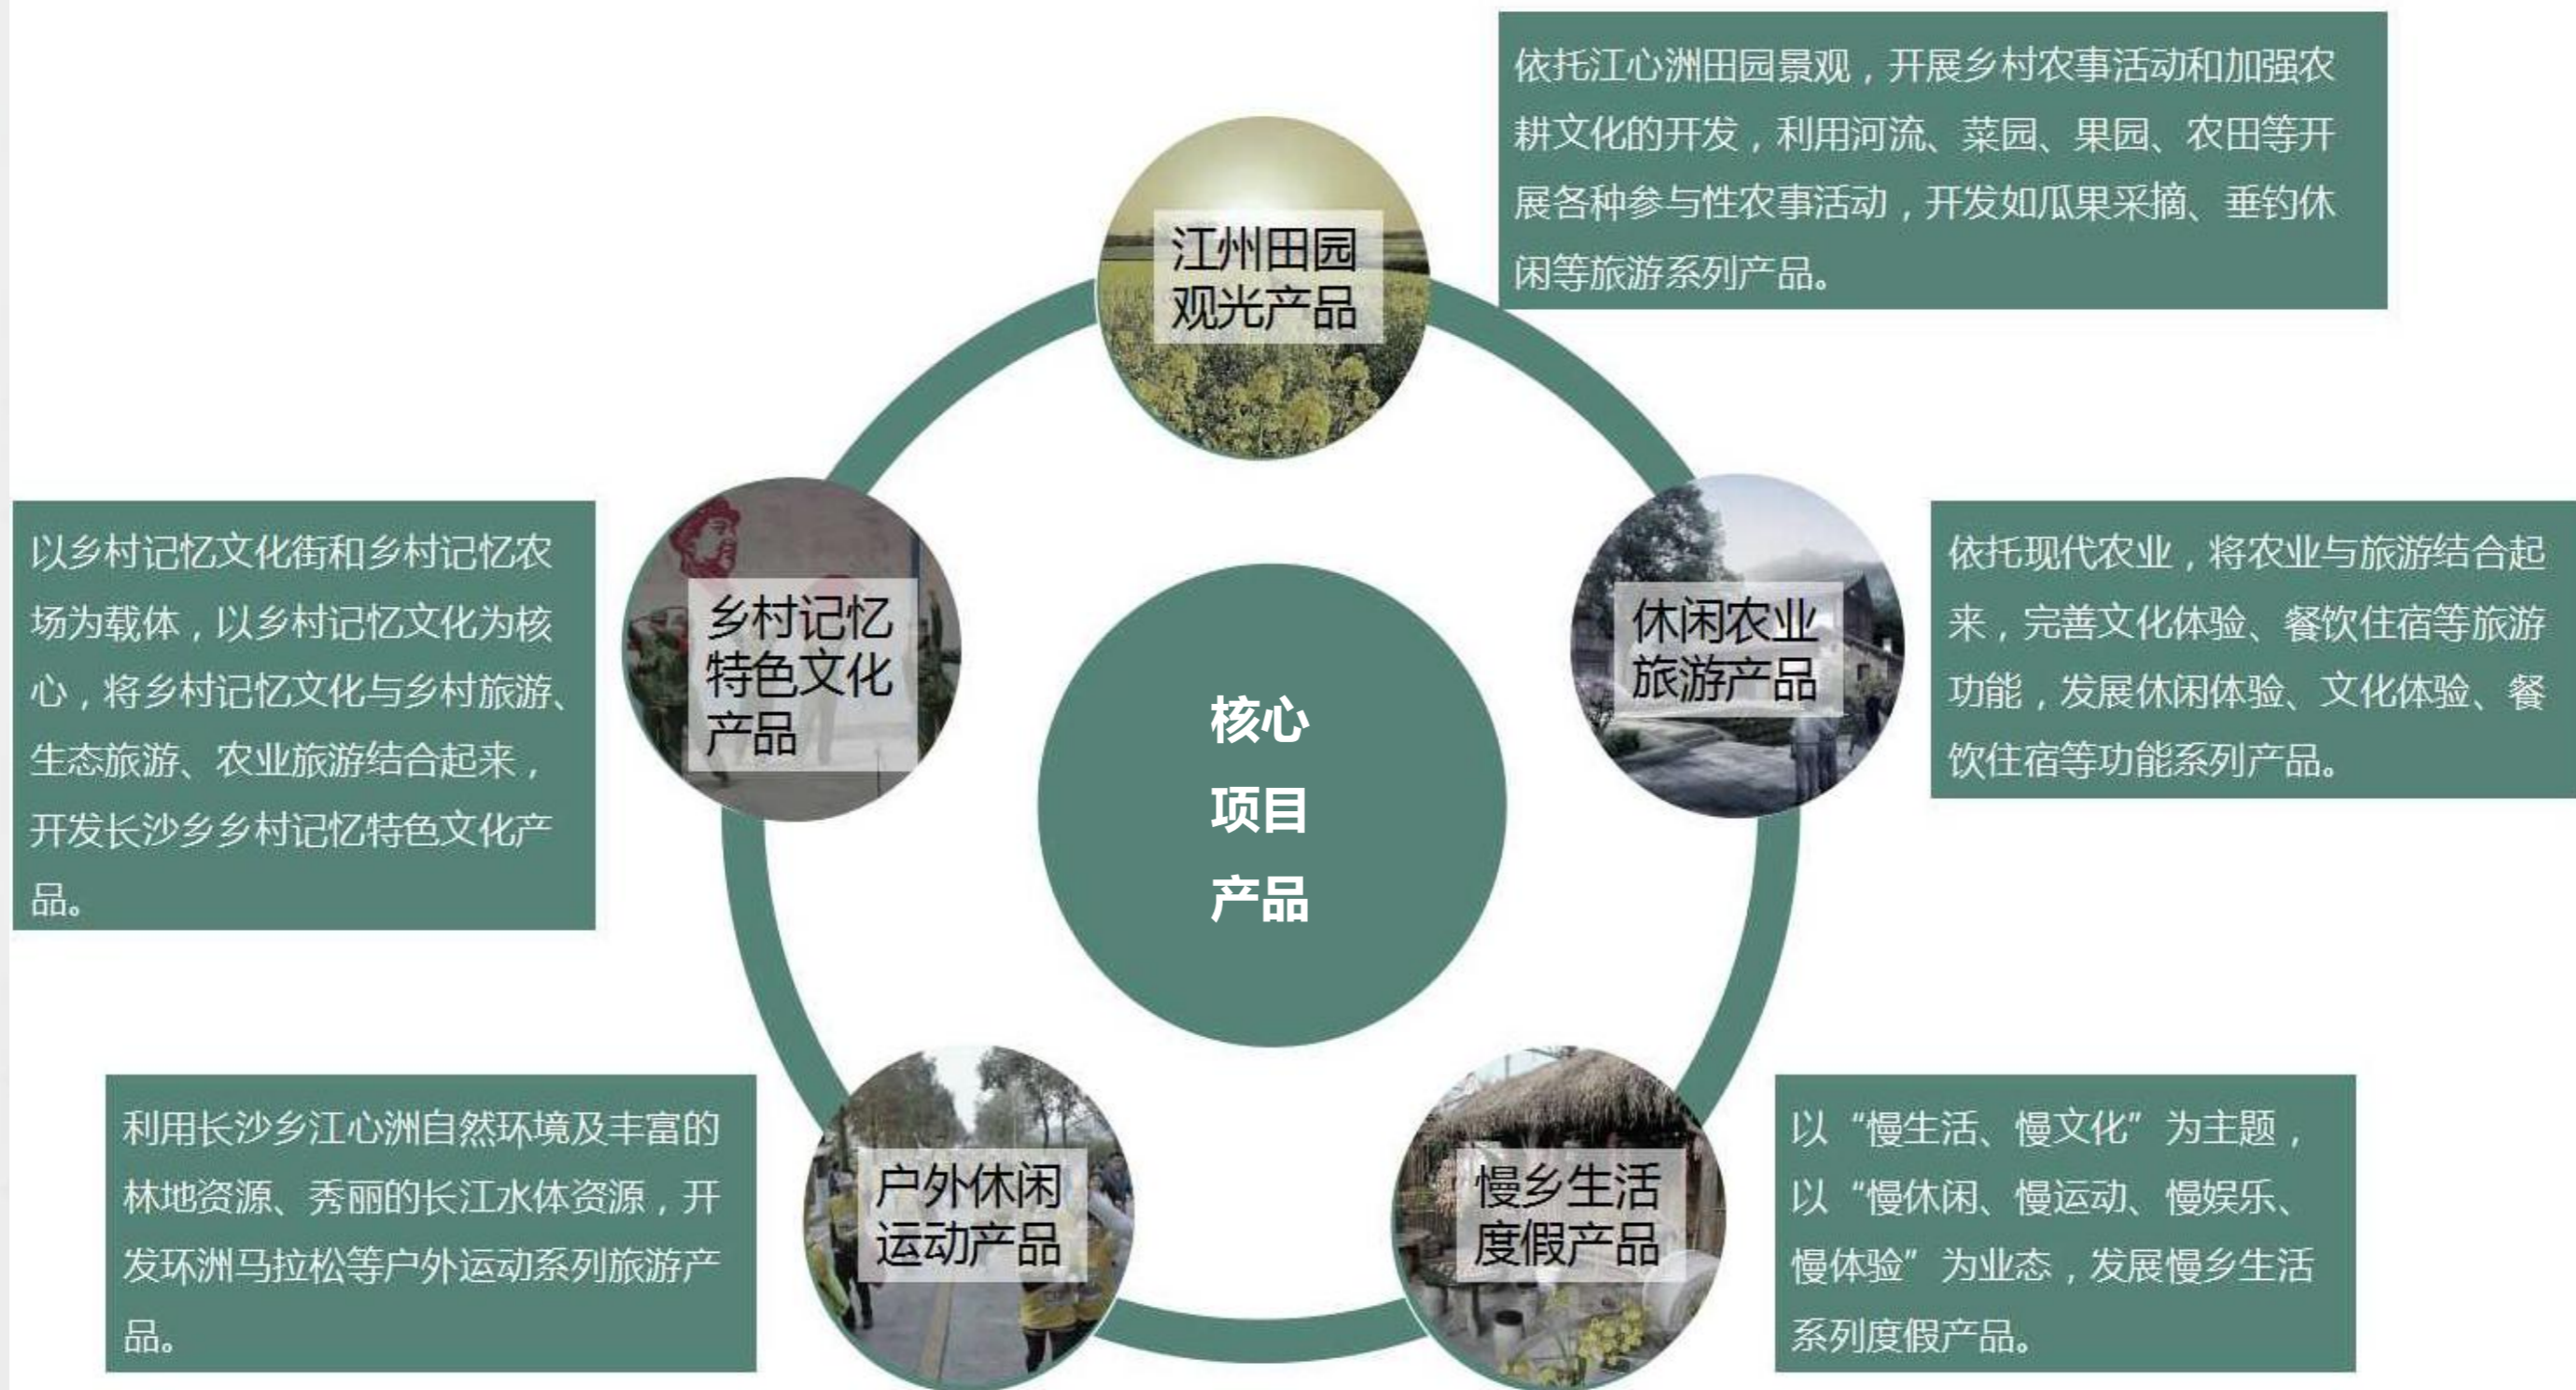 依托江心洲田园景观，开展乡村农事活动和加强农
耕文化的开发，利用河流、菜园、果园、农田等开
展各种参与性农事活动，开发如瓜果采摘、垂钓休
闲等旅游系列产品。
江州田园
观光产品
以乡村记忆文化街和乡村记忆农
场为载体，以乡村记忆文化为核
心，将乡村记忆文化与乡村旅游、
生态旅游、农业旅游结合起来，
开发长沙乡乡村记忆特色文化产
品。
乡村记忆
特色文化
产品
核心
项目
产品
休闲农业
旅游产品
依托现代农业，将农业与旅游结合起
来，完善文化体验、餐饮住宿等旅游
功能，发展休闲体验、文化体验、餐
饮住宿等功能系列产品。
利用长沙乡江心洲自然环境及丰富的
林地资源、秀丽的长江水体资源，开
发环洲马拉松等户外运动系列旅游产
品。
户外休闲
运动产品
慢乡生活
度假产品
以“慢生活、慢文化”为主题，
以“慢休闲、慢运动、慢娱乐、
慢体验”为业态，发展慢乡生活
系列度假产品。